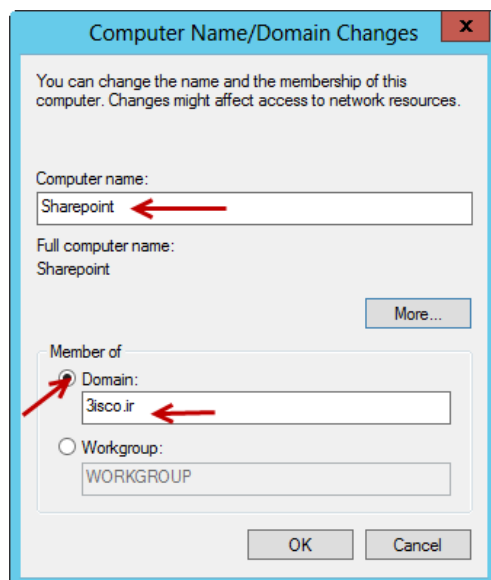 Computer Name/Domain Changes
x
You can change the name and the membership of this
computer. Changes might affect access to network resources.
Computer name:
Sharepoint
Full computer name:
Sharepoint
More...
Member of
Domain:
3isco.ir
Workgroup:
WORKGROUP
OK Cancel